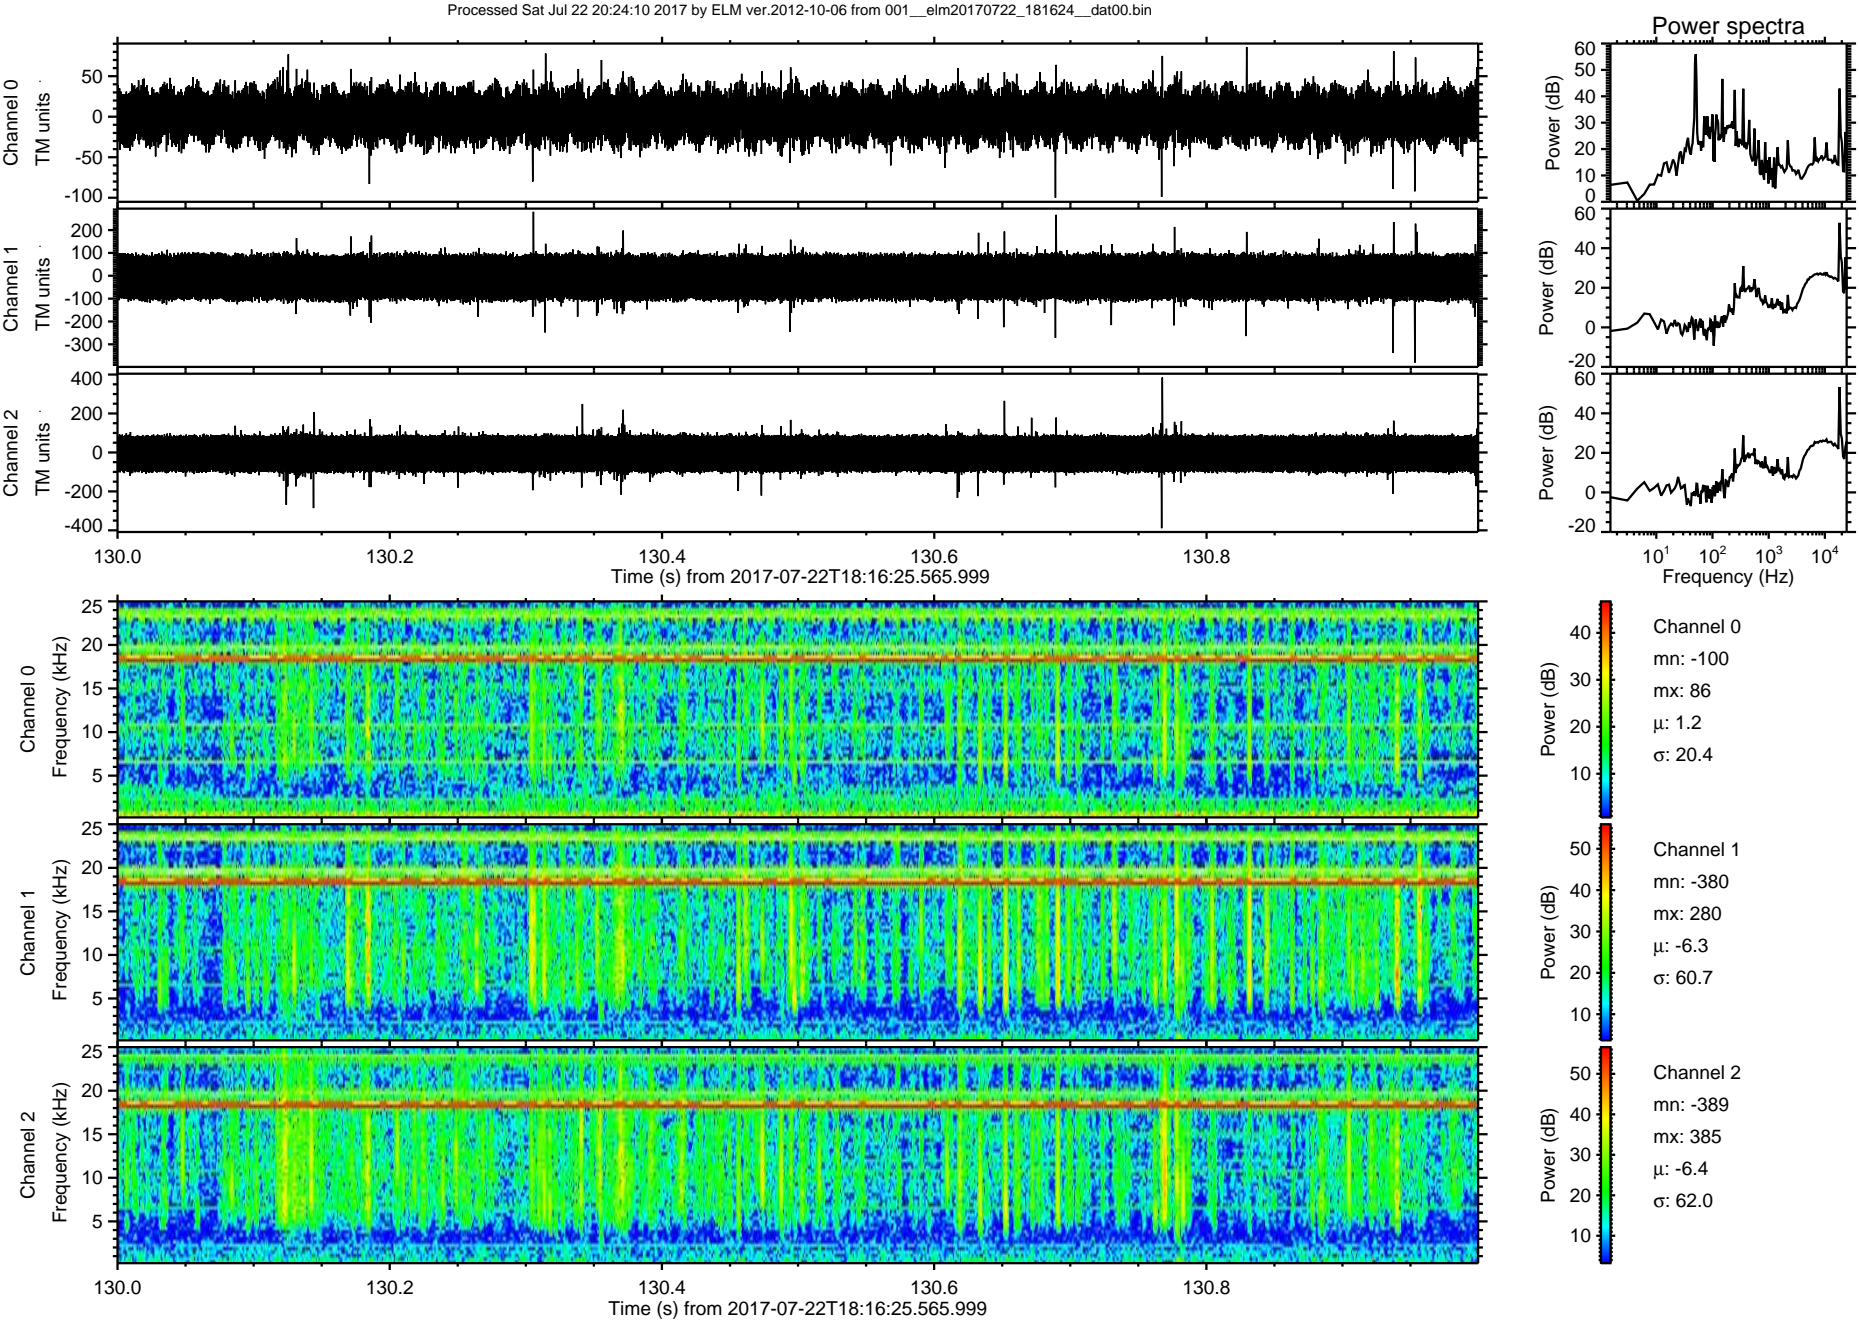 Processed Sat Jul 22 20:24:10 2017 by ELM ver.2012-10-06 from 001__elm20170722_181624__dat00.bin
Power spectra
Channel 0
TM units
50
0
-50
-100
Power (dB)
60
50
40
30
20
10
0
Channel 1
TM units
200
100
0
-100
-200
-300
Power (dB)
60
40
20
0
-20
Channel 2
TM units
400
200
0
-200
-400
Power (dB)
60
40
20
0
-20
130.0 130.2 130.4 130.6 130.8
Time (s) from 2017-07-22T18:16:25.565.999
10¹ 10² 10³ 10⁴
Frequency (Hz)
Channel 0
Frequency (kHz)
25
20
15
10
5
Power (dB)
40
30
20
10
Channel 0
mn: -100
mx: 86
μ: 1.2
σ: 20.4
Channel 1
Frequency (kHz)
25
20
15
10
5
Power (dB)
50
40
30
20
10
Channel 1
mn: -380
mx: 280
μ: -6.3
σ: 60.7
Channel 2
Frequency (kHz)
25
20
15
10
5
Power (dB)
50
40
30
20
10
Channel 2
mn: -389
mx: 385
μ: -6.4
σ: 62.0
130.0 130.2 130.4 130.6 130.8
Time (s) from 2017-07-22T18:16:25.565.999